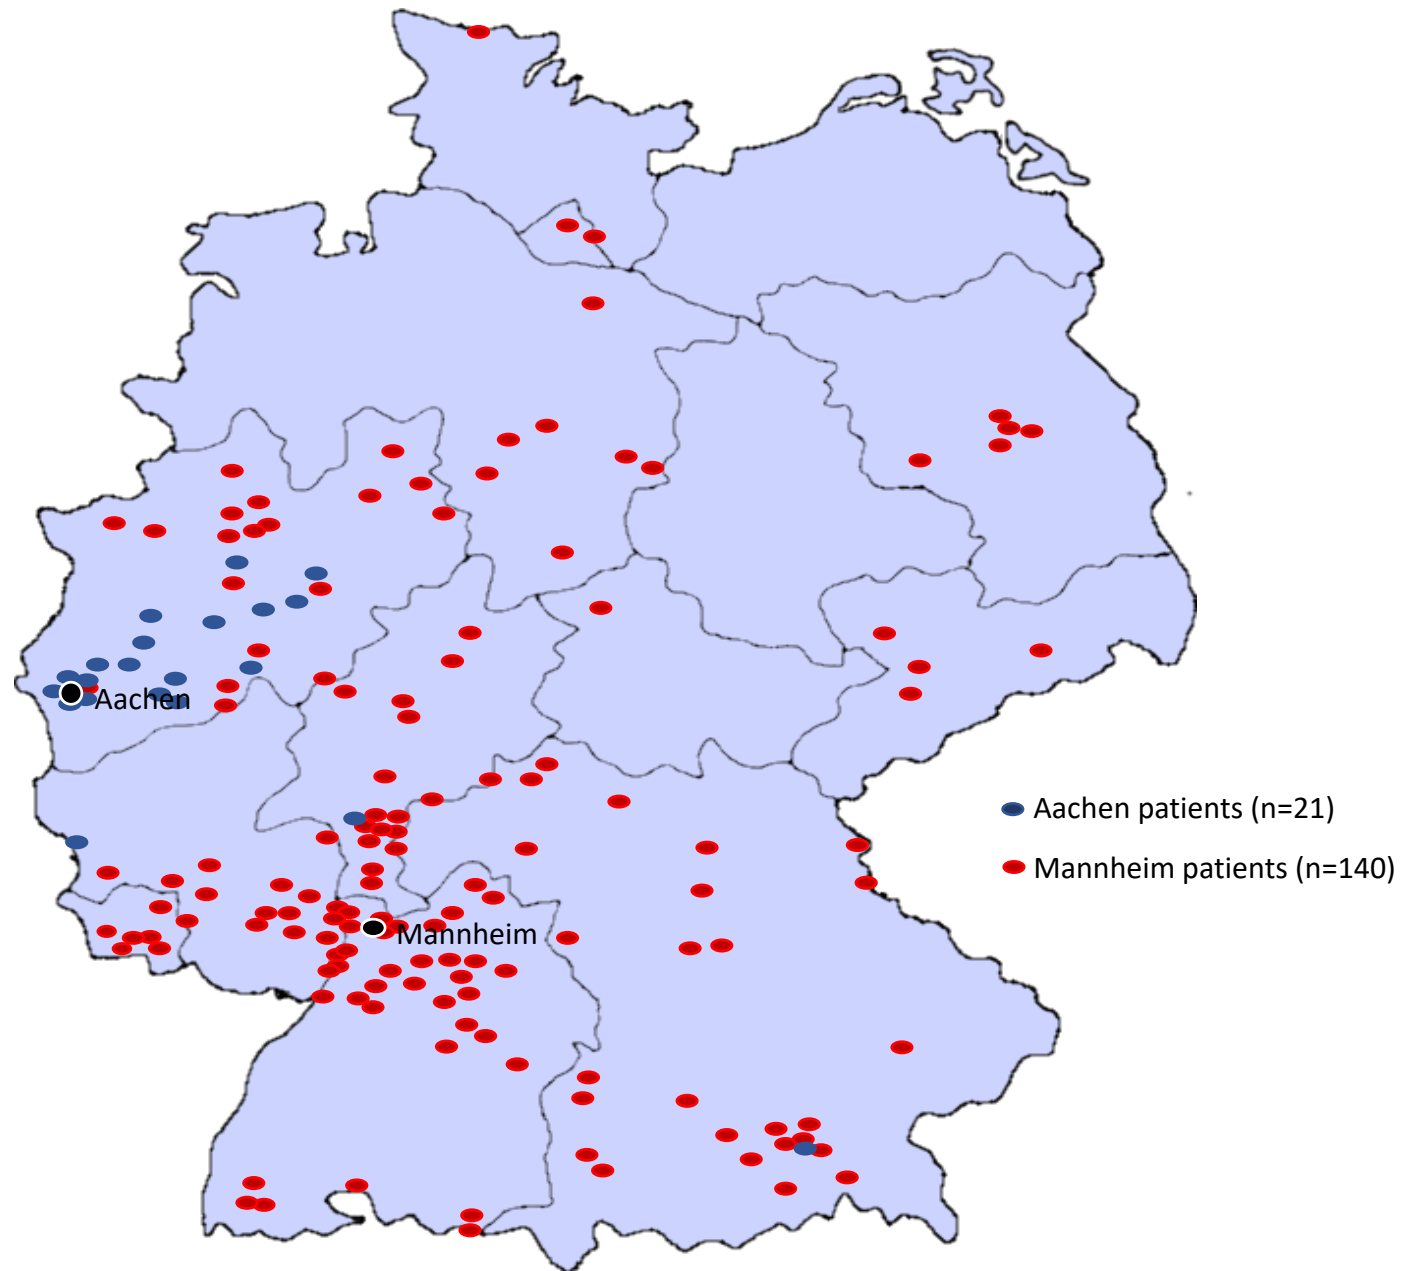 Aachen
Aachen patients (n=21)
Mannheim patients (n=140)
Mannheim